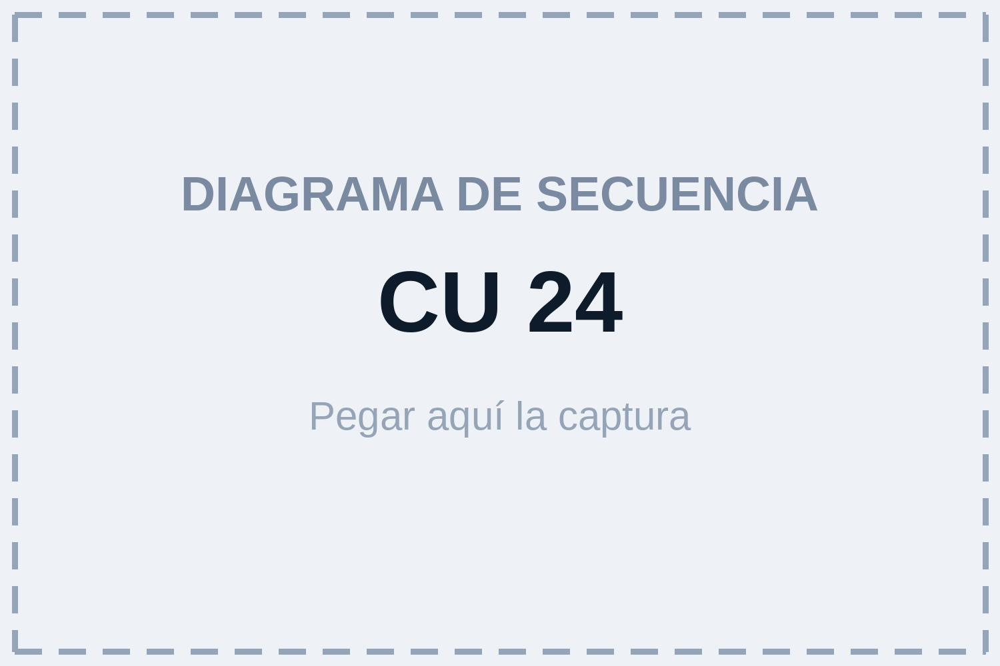 DIAGRAMA DE SECUENCIA
CU 24
Pegar aquí la captura